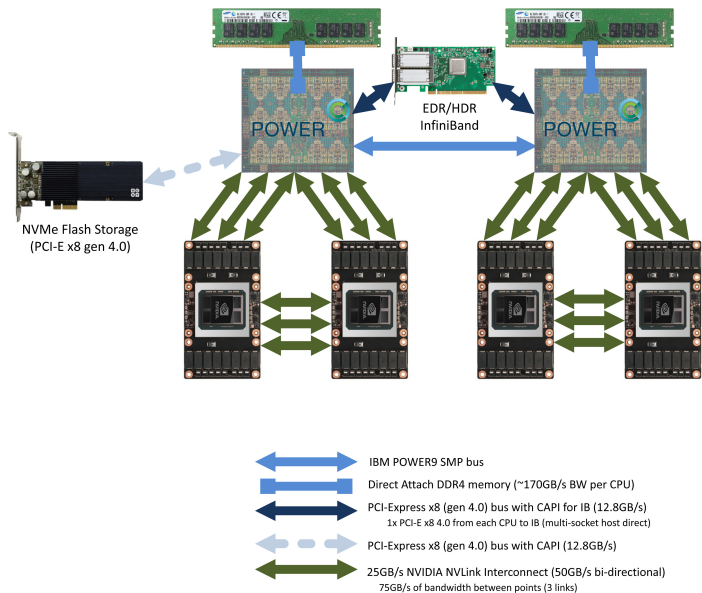 EDR/HDR
InfiniBand
POWER
POWER
NVMe Flash Storage
(PCI-E x8 gen 4.0)
NVIDIA
NVIDIA
NVIDIA
NVIDIA
IBM POWER9 SMP bus
Direct Attach DDR4 memory (~170GB/s BW per CPU)
PCI-Express x8 (gen 4.0) bus with CAPI for IB (12.8GB/s)
1x PCI-E x8 4.0 from each CPU to IB (multi-socket host direct)
PCI-Express x8 (gen 4.0) bus with CAPI (12.8GB/s)
25GB/s NVIDIA NVLink Interconnect (50GB/s bi-directional)
75GB/s of bandwidth between points (3 links)